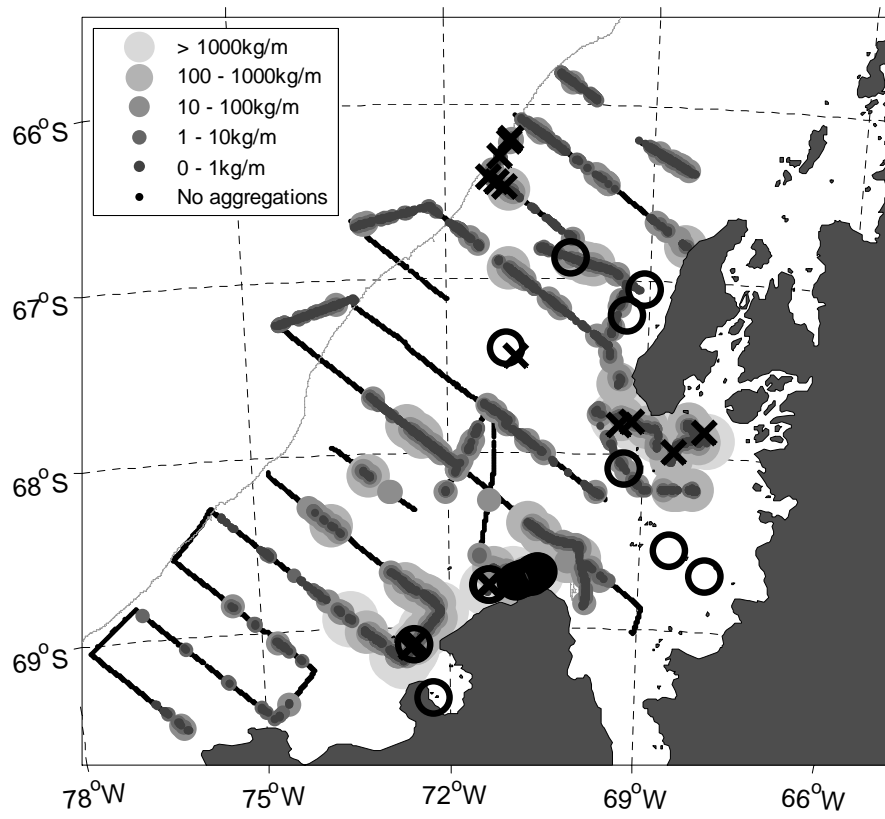 > 1000kg/m
100 - 1000kg/m
10 - 100kg/m
1 - 10kg/m
0 - 1kg/m
No aggregations
66°S
67°S
68°S
69°S
78°W
75°W
72°W
69°W
66°W